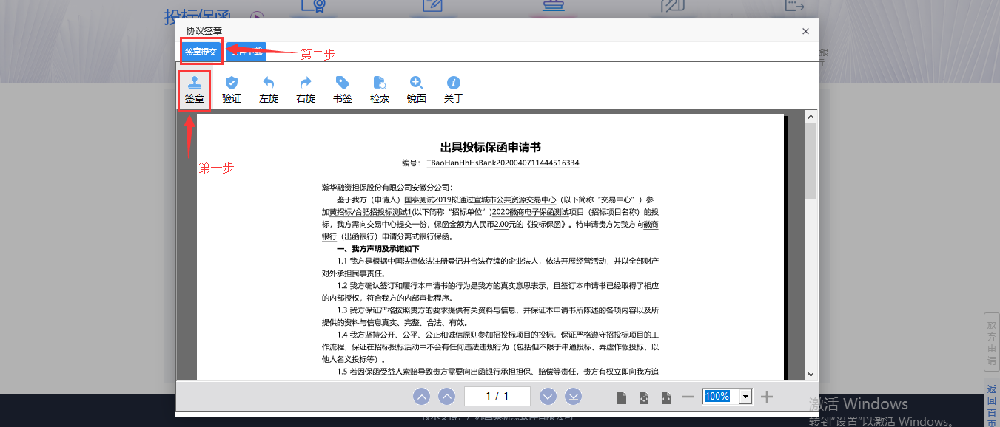 投标保函
协议签章
签章提交
文件下载
第二步
银
行
签章
验证
左旋
右旋
书签
检索
镜面
关于
第一步
出具投标保函申请书
编号: TBaoHanHhHsBank2020040711444516334
瀚华融资担保股份有限公司安徽分公司:
鉴于我方（申请人）国泰测试2019拟通过宣城市公共资源交易中心（以下简称“交易中心”）参
加黄招标/合肥招投标测试1(以下简称“招标单位”)2020徽商电子保函测试项目（招标项目名称）的投
标，我方需向交易中心提交一份，保函金额为人民币2.00元的《投标保函》。特申请贵方为我方向徽商
银行（出函银行）申请分离式银行保函。
一、我方声明及承诺如下
1.1 我方是根据中国法律依法注册登记并合法存续的企业法人，依法开展经营活动，并以全部财产
对外承担民事责任。
1.2 我方确认签订和履行本申请书的行为是我方的真实意思表示，且签订本申请书已经取得了相应
的内部授权，符合我方的内部审批程序。
1.3 我方保证严格按照贵方的要求提供有关资料与信息，并保证本申请书所陈述的各项内容以及所
提供的资料与信息真实、完整、合法、有效。
1.4 我方坚持公开、公平、公正和诚信原则参加招投标项目的投标，保证严格遵守招投标项目的工
作流程，保证在招标投标活动中不会有任何违法违规行为（包括但不限于串通投标、弄虚作假投标、以
他人名义投标等）。
1.5 若因保函受益人索赔导致贵方需要向出函银行承担担保、赔偿等责任，贵方有权立即向我方追
1 / 1
100%
放弃申请
返回首页
技术支持：江苏国泰新点软件有限公司
激活 Windows
转到“设置”以激活 Windows。